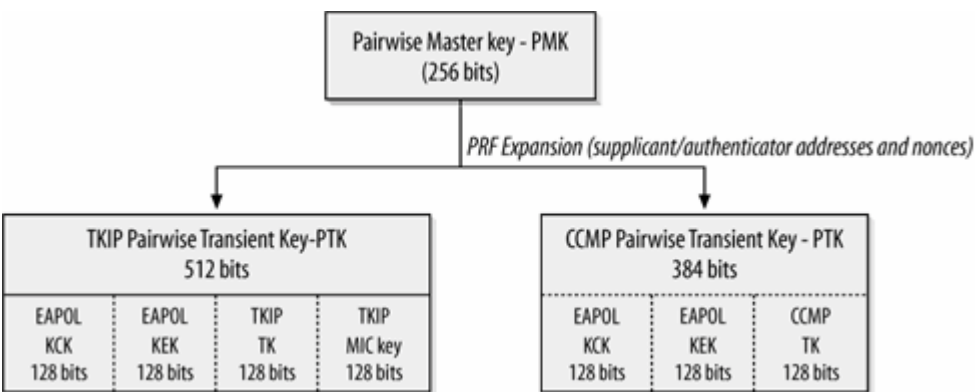 Pairwise Master key - PMK
(256 bits)
PRF Expansion (supplicant/authenticator addresses and nonces)
TKIP Pairwise Transient Key-PTK
512 bits
EAPOL
KCK
128 bits
EAPOL
KEK
128 bits
TKIP
TK
128 bits
TKIP
MIC key
128 bits
CCMP Pairwise Transient Key - PTK
384 bits
EAPOL
KCK
128 bits
EAPOL
KEK
128 bits
CCMP
TK
128 bits